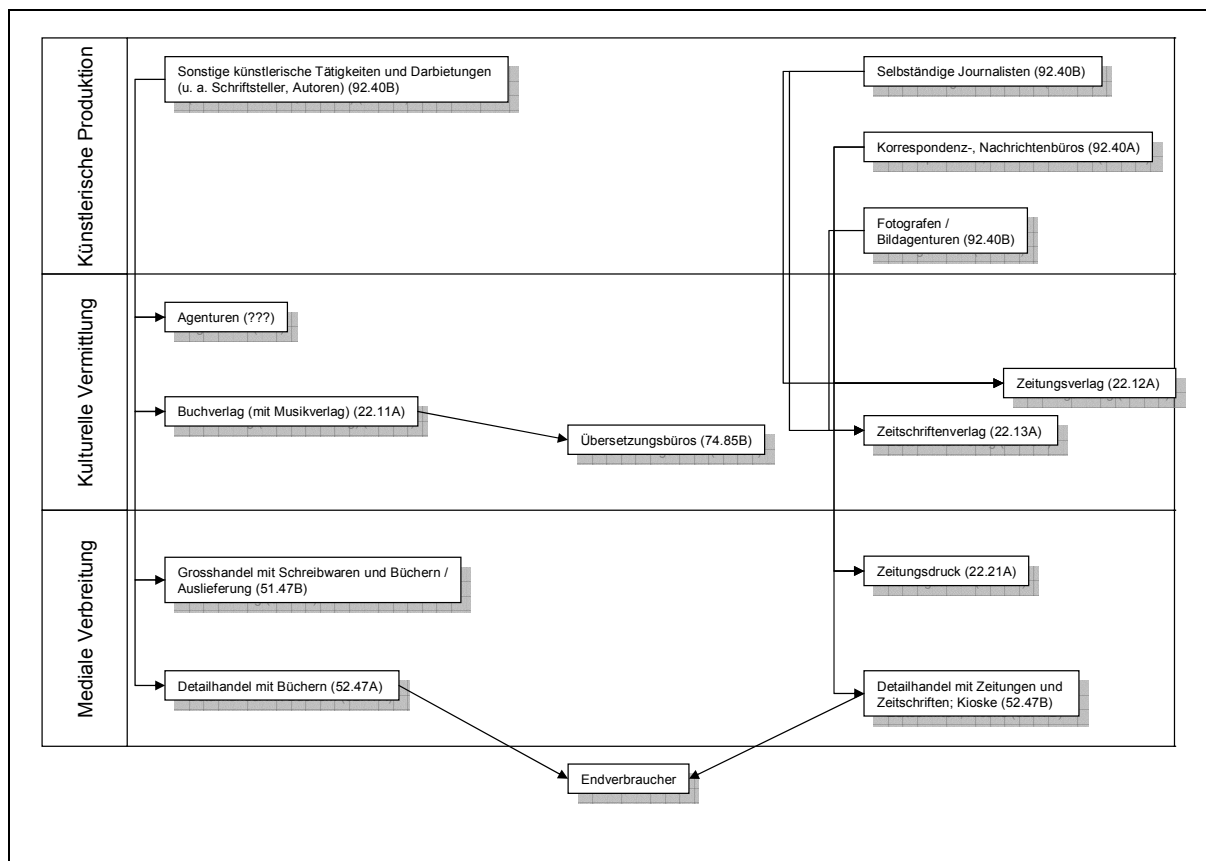 Künstlerische Produktion
Sonstige künstlerische Tätigkeiten und Darbietungen
(u. a. Schriftsteller, Autoren) (92.40B)
Selbständige Journalisten (92.40B)
Korrespondenz-, Nachrichtenbüros (92.40A)
Fotografen /
Bildagenturen (92.40B)
Kulturelle Vermittlung
Agenturen (???)
Buchverlag (mit Musikverlag) (22.11A)
Übersetzungsbüros (74.85B)
Zeitungsverlag (22.12A)
Zeitschriftenverlag (22.13A)
Mediale Verbreitung
Grosshandel mit Schreibwaren und Büchern /
Auslieferung (51.47B)
Zeitungsdruck (22.21A)
Detailhandel mit Büchern (52.47A)
Detailhandel mit Zeitungen und
Zeitschriften; Kioske (52.47B)
Endverbraucher